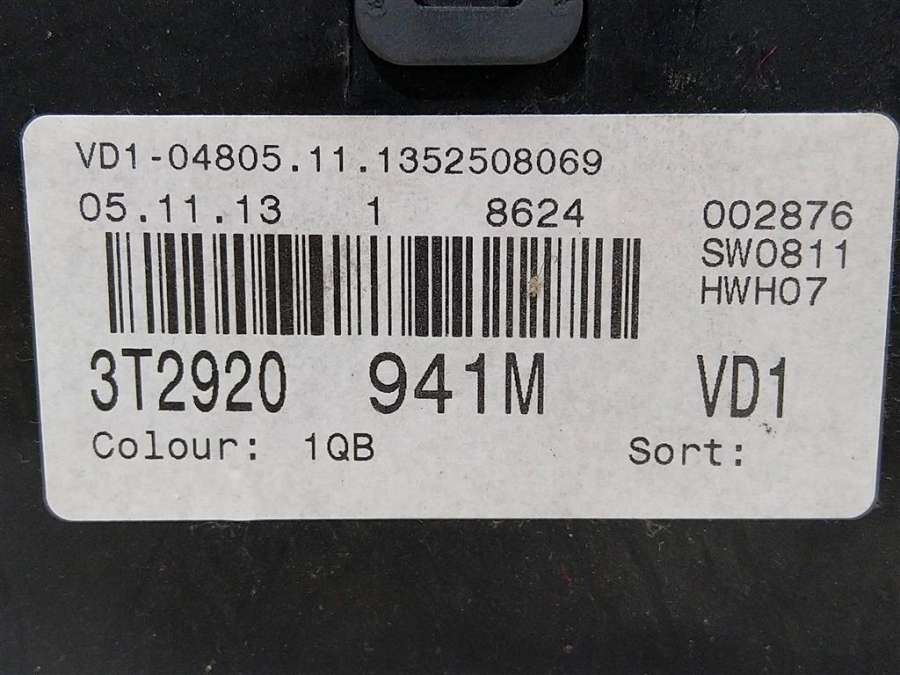 VD1-04805.11.1352508069
05.11.13 1 8624 002876
SW0811
HWH07
3T2920 941M VD1
Colour: 1QB Sort: